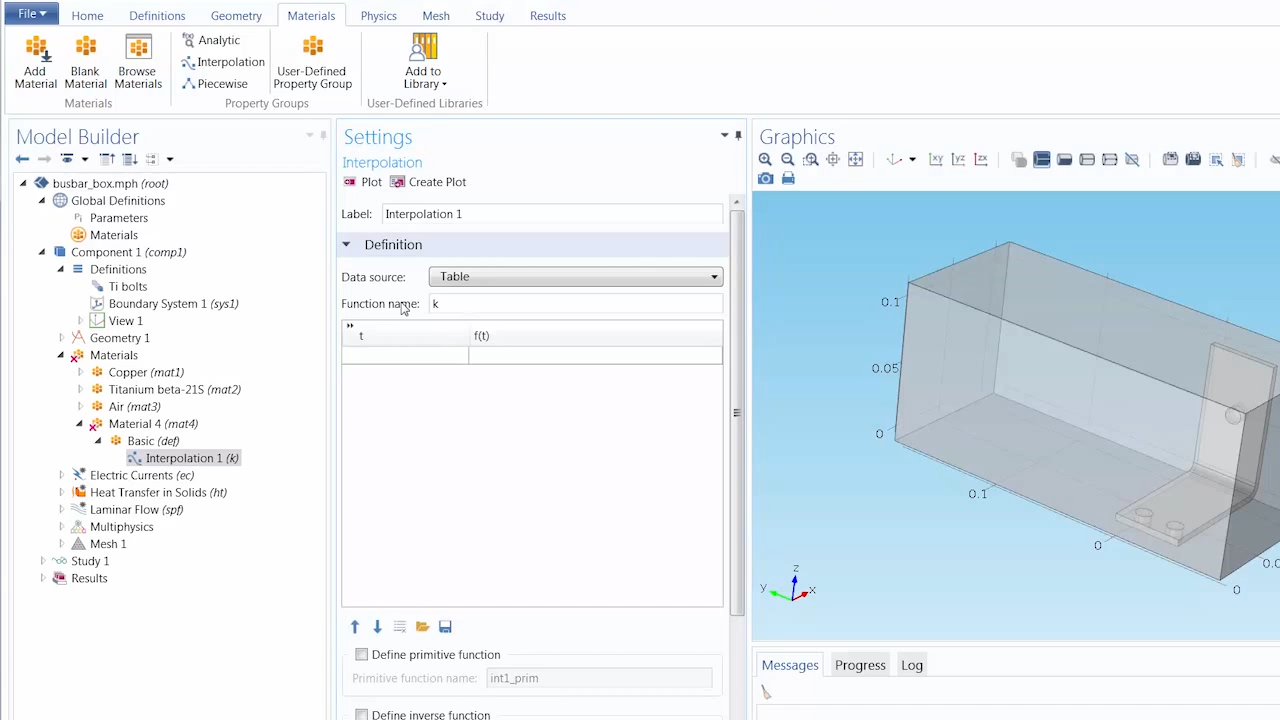 File
Home
Definitions
Geometry
Materials
Physics
Mesh
Study
Results
Add
Material
Blank
Material
Browse
Materials
Materials
Analytic
Interpolation
Piecewise
User-Defined
Property Group
Property Groups
Add to
Library
User-Defined Libraries
Model Builder
busbar_box.mph (root)
Global Definitions
Pi Parameters
Materials
Component 1 (comp1)
Definitions
Ti bolts
Boundary System 1 (sys1)
View 1
Geometry 1
Materials
Copper (mat1)
Titanium beta-21S (mat2)
Air (mat3)
Material 4 (mat4)
Basic (def)
Interpolation 1 (k)
Electric Currents (ec)
Heat Transfer in Solids (ht)
Laminar Flow (spf)
Multiphysics
Mesh 1
Study 1
Results
Settings
Interpolation
Plot
Create Plot
Label: Interpolation 1
Definition
Data source: Table
Function name: k
t f(t)
Define primitive function
Primitive function name: int1_prim
Define inverse function
Graphics
xy yz zx
0.1
0.05
0
0.1
0
0
0.0
z
y
x
Messages
Progress
Log